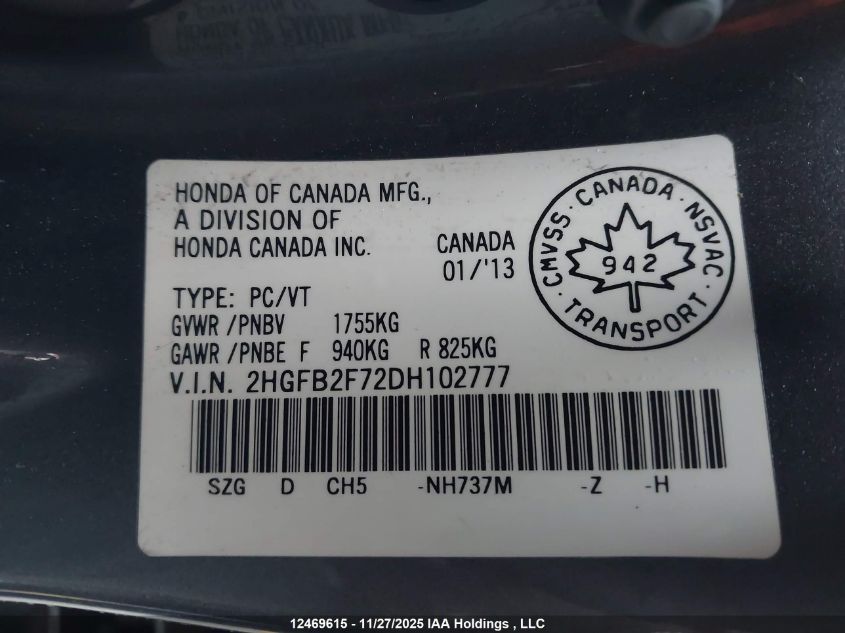 HONDA OF CANADA MFG.,
A DIVISION OF
HONDA CANADA INC. CANADA
01/'13
TYPE: PC/VT
GVWR /PNBV 1755KG
GAWR /PNBE F 940KG R 825KG
V.I.N. 2HGFB2F72DH102777
SZG D CH5 -NH737M -Z -H
CMVSS · CANADA · NSVAC ·
942
TRANSPORT ·
12469615 - 11/27/2025 IAA Holdings , LLC